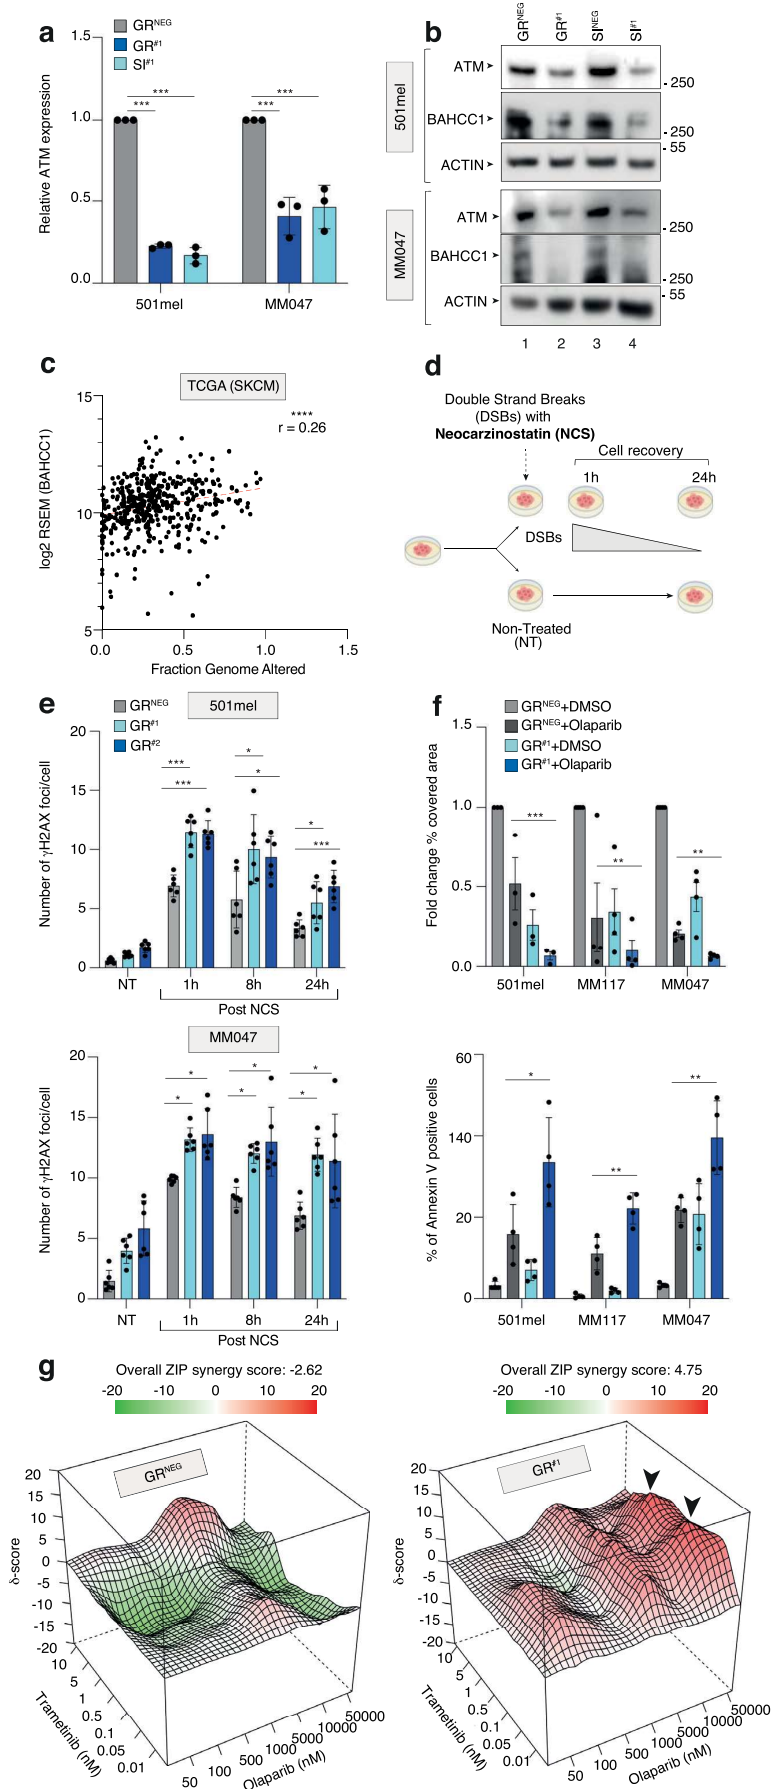 a
GR^NEG
GR^#1
SI^#1
Relative ATM expression
1.5
1.0
0.5
0.0
***
***
***
***
501mel
MM047
b
GR^NEG
GR^#1
SI^NEG
SI^#1
501mel
ATM
- 250
BAHCC1
- 250
- 55
ACTIN
MM047
ATM
- 250
BAHCC1
- 250
- 55
ACTIN
1 2 3 4
c
TCGA (SKCM)
****
r = 0.26
log2 RSEM (BAHCC1)
15
10
5
0.0 0.5 1.0 1.5
Fraction Genome Altered
d
Double Strand Breaks
(DSBs) with
Neocarzinostatin (NCS)
Cell recovery
1h 24h
DSBs
Non-Treated
(NT)
e
GR^NEG
GR^#1
GR^#2
501mel
Number of γH2AX foci/cell
20
15
10
5
0
***
***
*
*
*
***
NT 1h 8h 24h
Post NCS
MM047
Number of γH2AX foci/cell
20
15
10
5
0
*
*
*
*
*
*
NT 1h 8h 24h
Post NCS
f
GR^NEG+DMSO
GR^NEG+Olaparib
GR^#1+DMSO
GR^#1+Olaparib
Fold change % covered area
1.5
1.0
0.5
0.0
***
**
**
501mel MM117 MM047
% of Annexin V positive cells
60
140
20
0
*
**
**
501mel MM117 MM047
g
Overall ZIP synergy score: -2.62
-20 -10 0 10 20
GR^NEG
δ-score
20
15
10
5
0
-5
-10
-15
-20
10
5
1
0.5
0.1
0.05
0.01
Trametinib (nM)
50
100
500
1000
5000
10000
50000
Olaparib (nM)
Overall ZIP synergy score: 4.75
-20 -10 0 10 20
GR^#1
δ-score
20
15
10
5
0
-5
-10
-15
-20
10
5
1
0.5
0.1
0.05
0.01
Trametinib (nM)
50
100
500
1000
5000
10000
50000
Olaparib (nM)